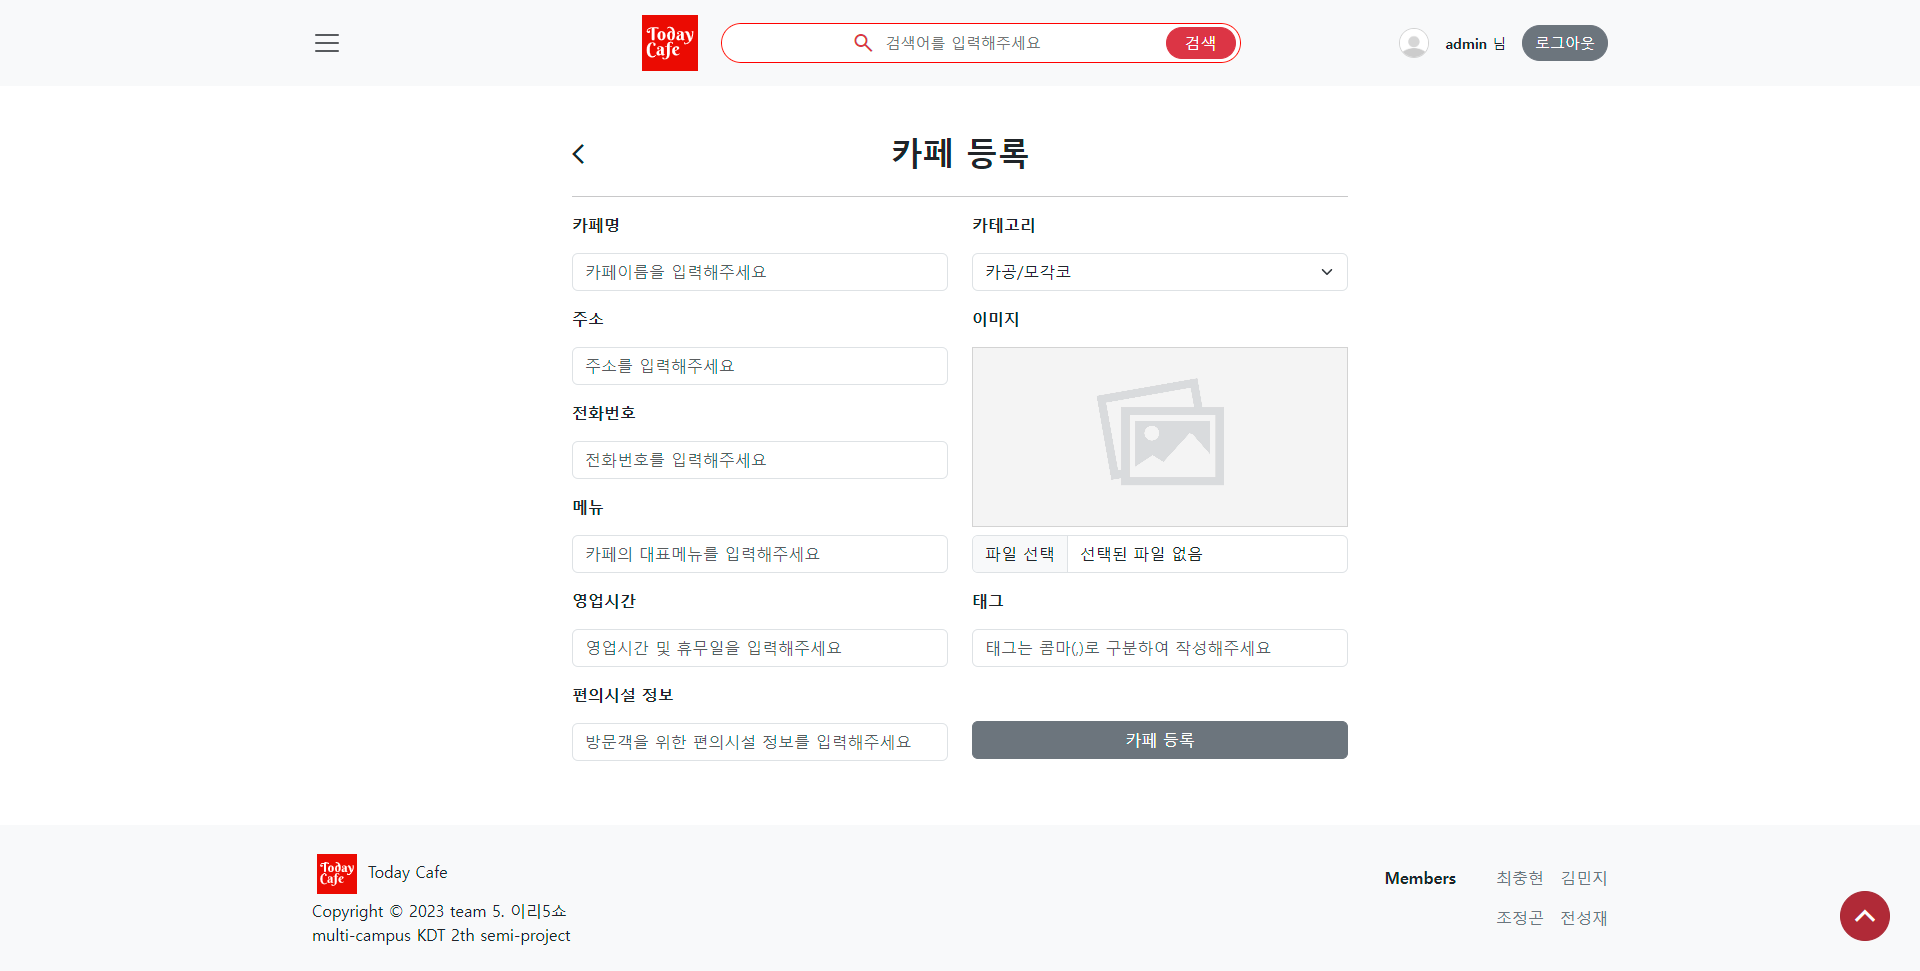 Today
Cafe
검색어를 입력해주세요
검색
admin 님
로그아웃
카페 등록
카페명
카페이름을 입력해주세요
주소
주소를 입력해주세요
전화번호
전화번호를 입력해주세요
메뉴
카페의 대표메뉴를 입력해주세요
영업시간
영업시간 및 휴무일을 입력해주세요
편의시설 정보
방문객을 위한 편의시설 정보를 입력해주세요
카테고리
카공/모각코
이미지
파일 선택 선택된 파일 없음
태그
태그는 콤마(,)로 구분하여 작성해주세요
카페 등록
Today
Cafe
Today Cafe
Copyright © 2023 team 5. 이리5쇼
multi-campus KDT 2th semi-project
Members 최충현 김민지
조정곤 전성재